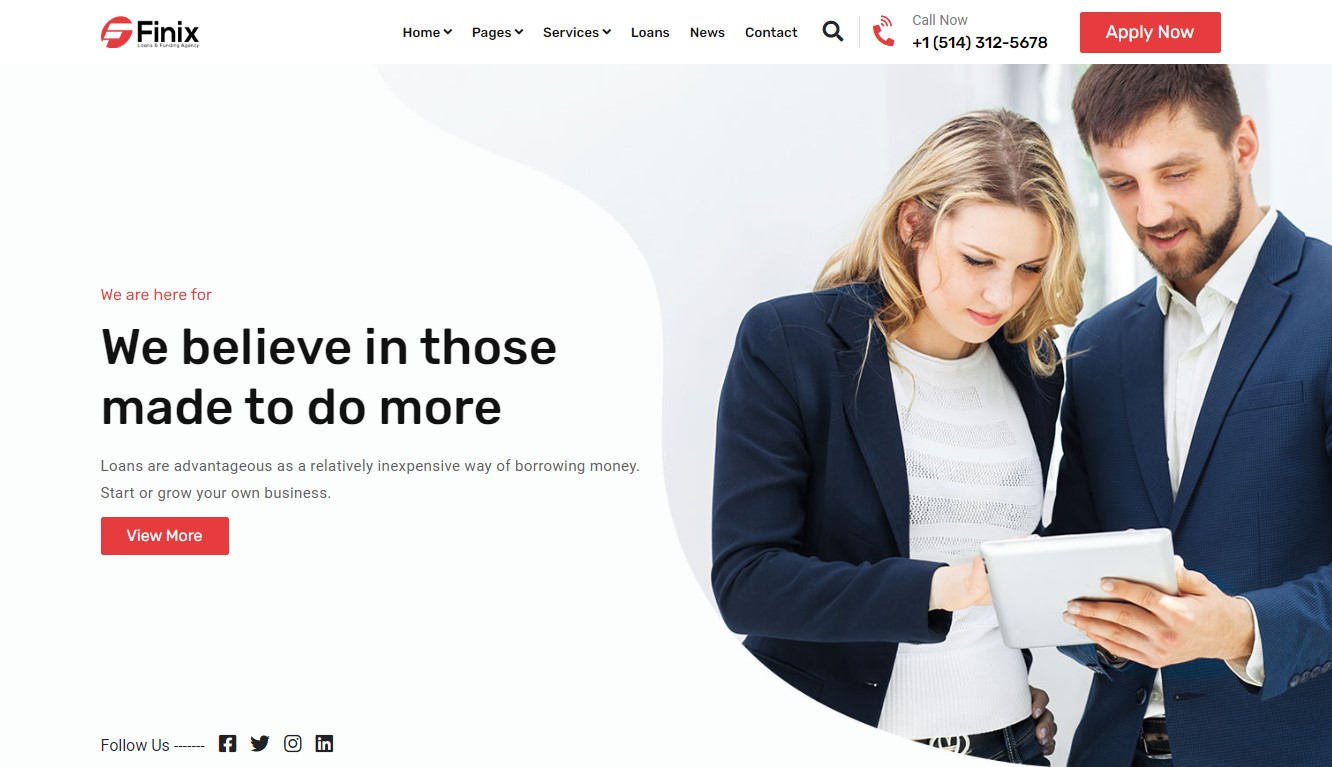 Finix
Loans & Funding Agency
Home Pages Services Loans News Contact
Call Now
+1 (514) 312-5678
Apply Now
We are here for
We believe in those
made to do more
Loans are advantageous as a relatively inexpensive way of borrowing money.
Start or grow your own business.
View More
Follow Us -------